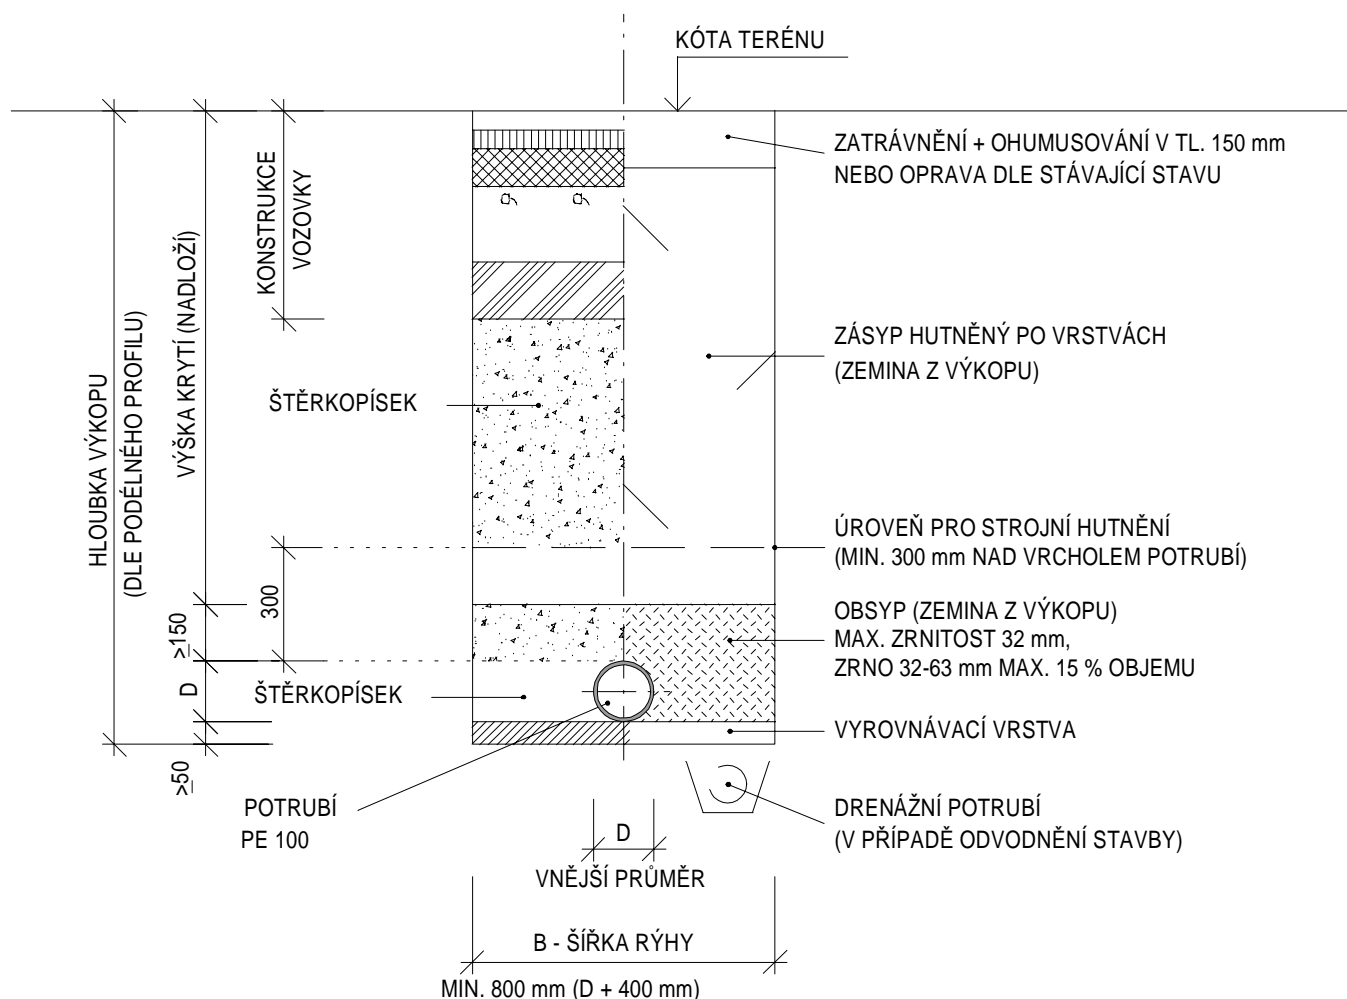 KÓTA TERÉNU
ZATRÁVNĚNÍ + OHUMUSOVÁNÍ V TL. 150 mm
NEBO OPRAVA DLE STÁVAJÍCÍ STAVU
KONSTRUKCE
VOZOVKY
VÝŠKA KRYTÍ (NADLOŽÍ)
HLOUBKA VÝKOPU
(DLE PODÉLNÉHO PROFILU)
ZÁSYP HUTNĚNÝ PO VRSTVÁCH
(ZEMINA Z VÝKOPU)
ŠTĚRKOPÍSEK
ÚROVEŇ PRO STROJNÍ HUTNĚNÍ
(MIN. 300 mm NAD VRCHOLEM POTRUBÍ)
300
≥150
OBSYP (ZEMINA Z VÝKOPU)
MAX. ZRNITOST 32 mm,
ZRNO 32-63 mm MAX. 15 % OBJEMU
D
ŠTĚRKOPÍSEK
VYROVNÁVACÍ VRSTVA
≥50
POTRUBÍ
PE 100
DRENÁŽNÍ POTRUBÍ
(V PŘÍPADĚ ODVODNĚNÍ STAVBY)
D
VNĚJŠÍ PRŮMĚR
B - ŠÍŘKA RÝHY
MIN. 800 mm (D + 400 mm)